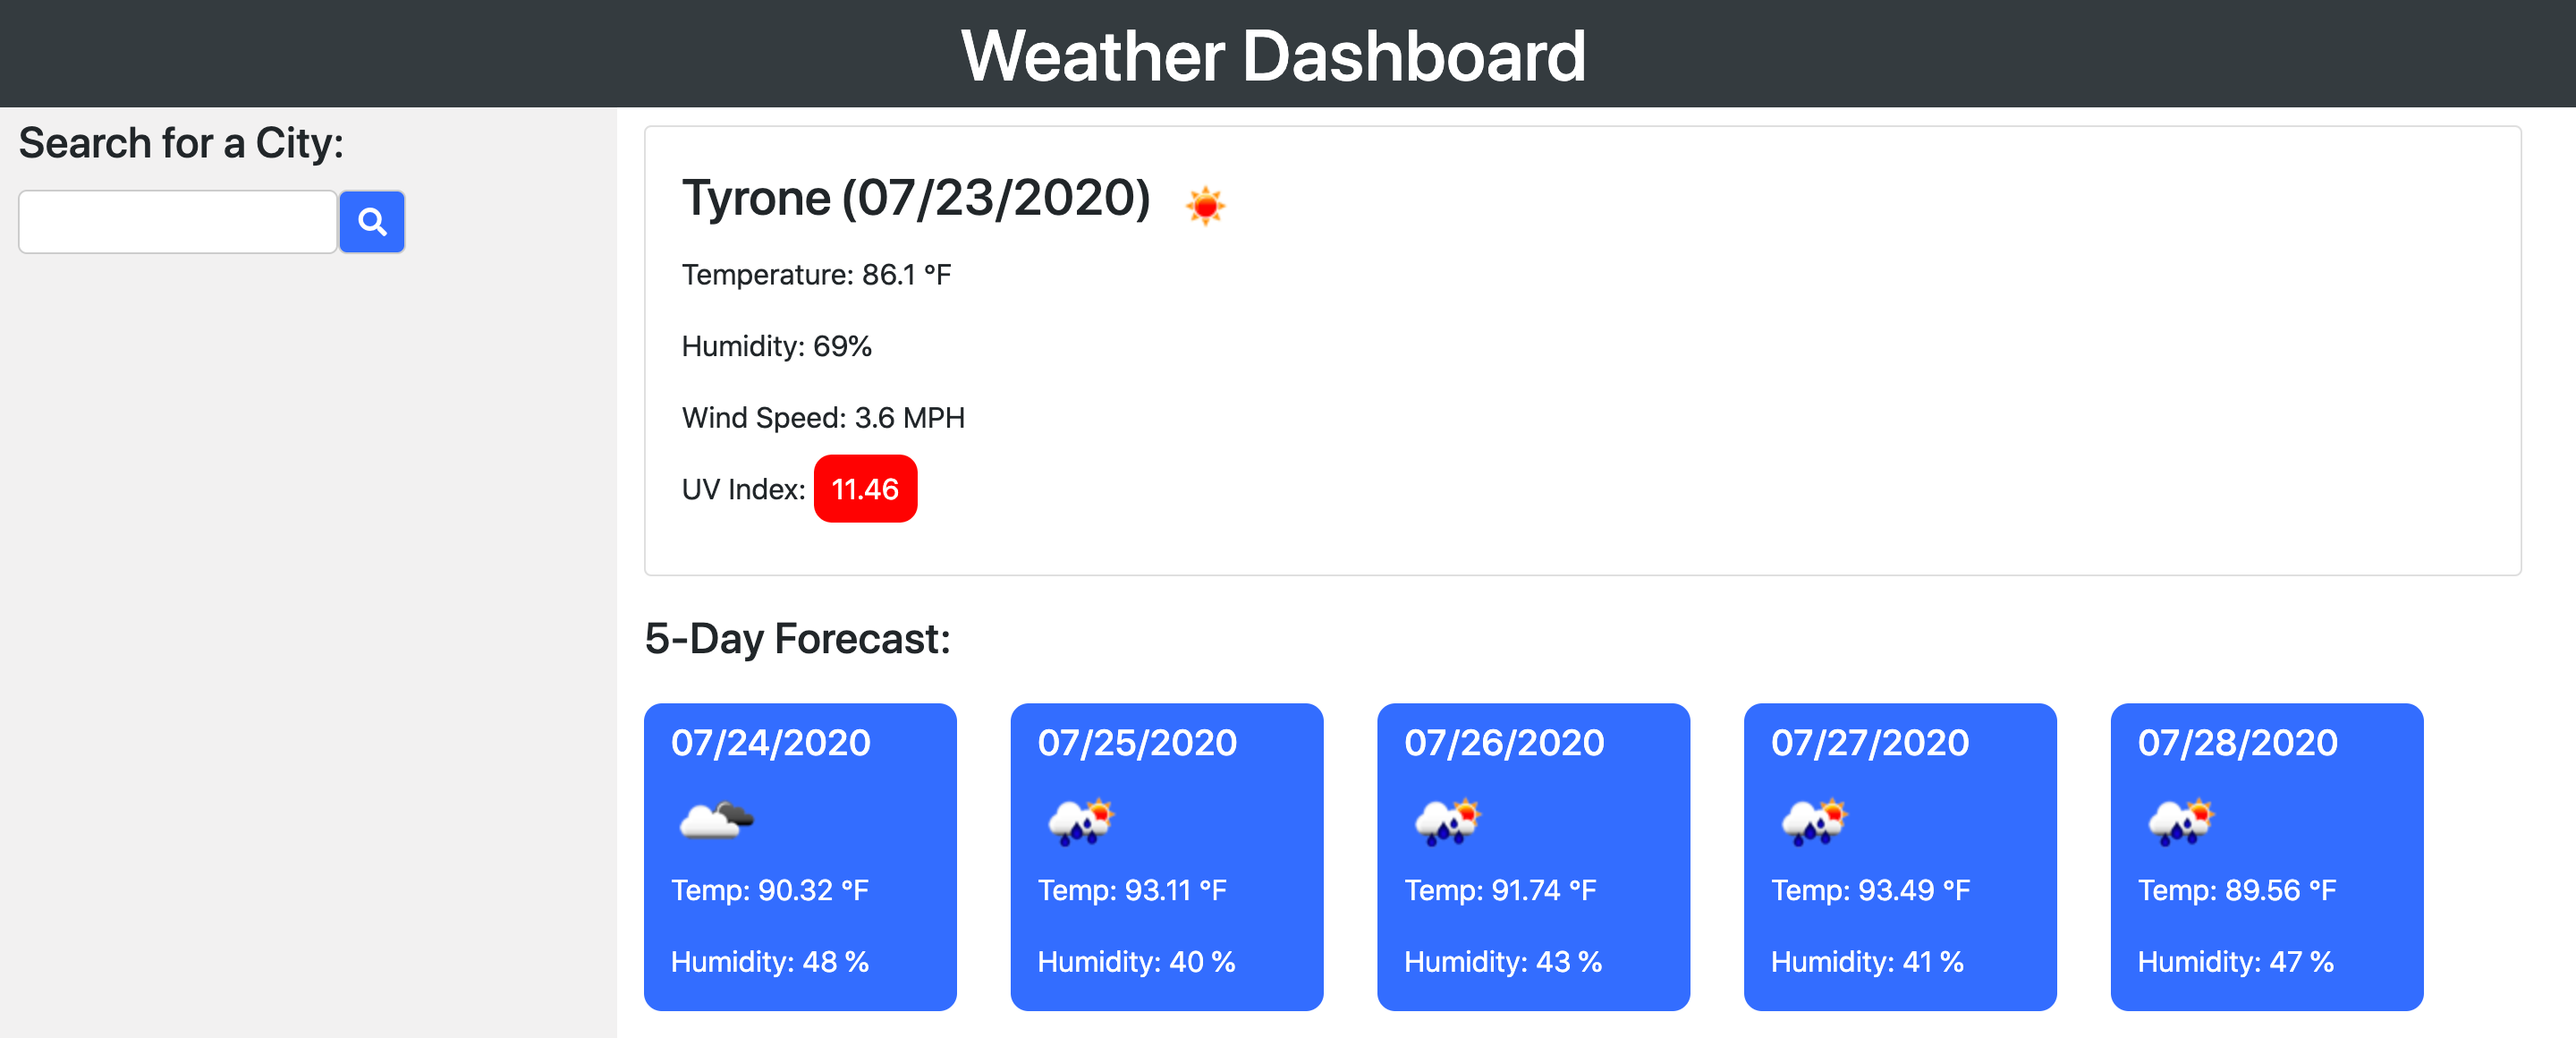 Weather Dashboard
Search for a City:
Tyrone (07/23/2020)
Temperature: 86.1 °F
Humidity: 69%
Wind Speed: 3.6 MPH
UV Index: 11.46
5-Day Forecast:
07/24/2020
Temp: 90.32 °F
Humidity: 48 %
07/25/2020
Temp: 93.11 °F
Humidity: 40 %
07/26/2020
Temp: 91.74 °F
Humidity: 43 %
07/27/2020
Temp: 93.49 °F
Humidity: 41 %
07/28/2020
Temp: 89.56 °F
Humidity: 47 %